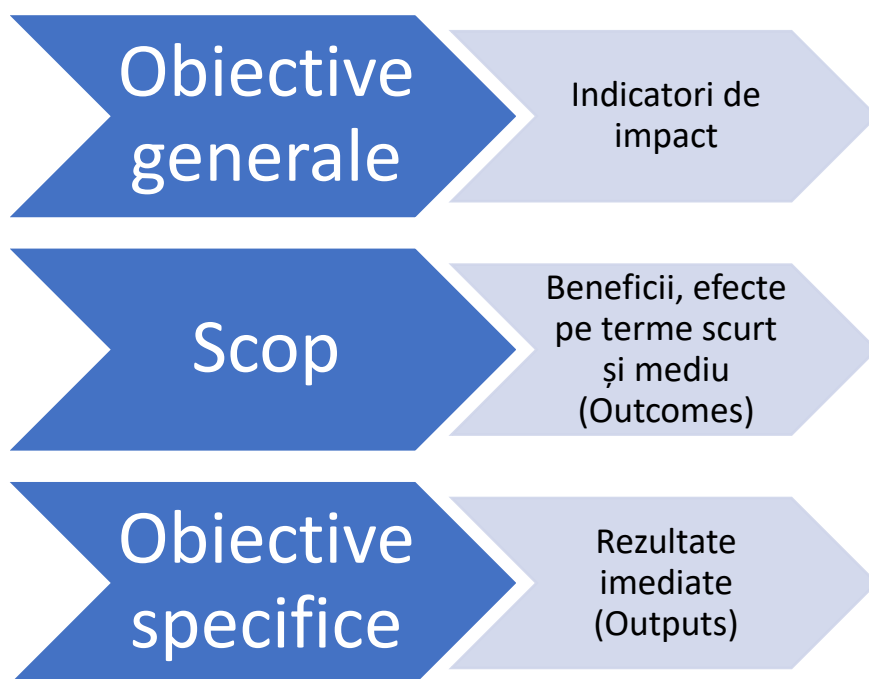 Obiective
generale
Indicatori de
impact
Scop
Beneficii, efecte
pe terme scurt
și mediu
(Outcomes)
Obiective
specifice
Rezultate
imediate
(Outputs)